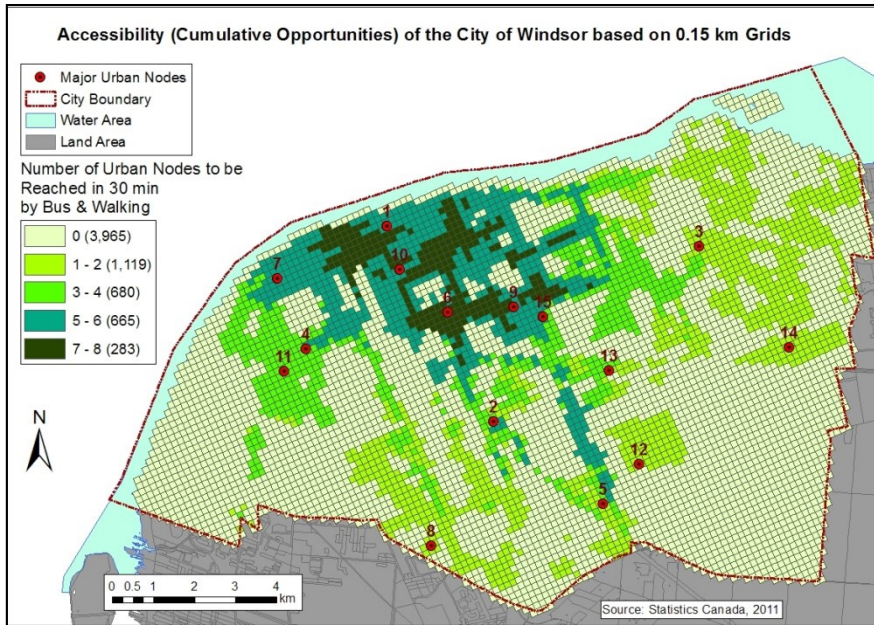 Accessibility (Cumulative Opportunities) of the City of Windsor based on 0.15 km Grids
Major Urban Nodes
City Boundary
Water Area
Land Area
Number of Urban Nodes to be
Reached in 30 min
by Bus & Walking
0 (3,965)
1 - 2 (1,119)
3 - 4 (680)
5 - 6 (665)
7 - 8 (283)
1
3
10
7
6
9
15
4
14
11
13
2
12
5
8
N
0 0.5 1 2 3 4
km
Source: Statistics Canada, 2011